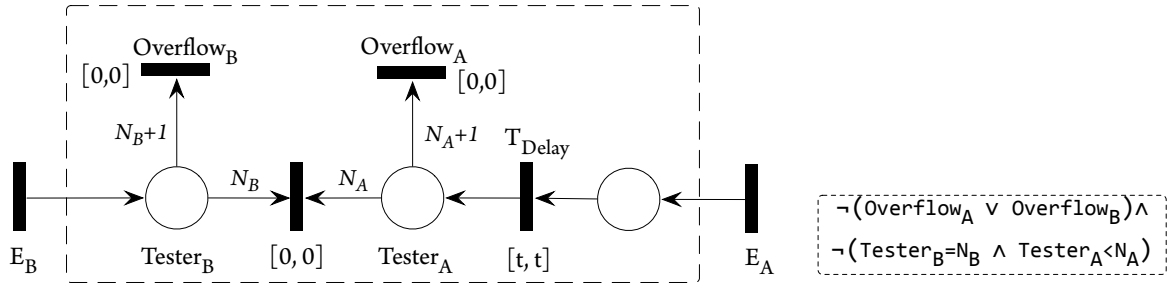 Overflow_B
Overflow_A
[0,0]
[0,0]
N_B+1
N_A+1
T_Delay
N_B
N_A
E_B
Tester_B
[0, 0]
Tester_A
[t, t]
E_A
¬(Overflow_A ∨ Overflow_B)∧
¬(Tester_B=N_B ∧ Tester_A<N_A)